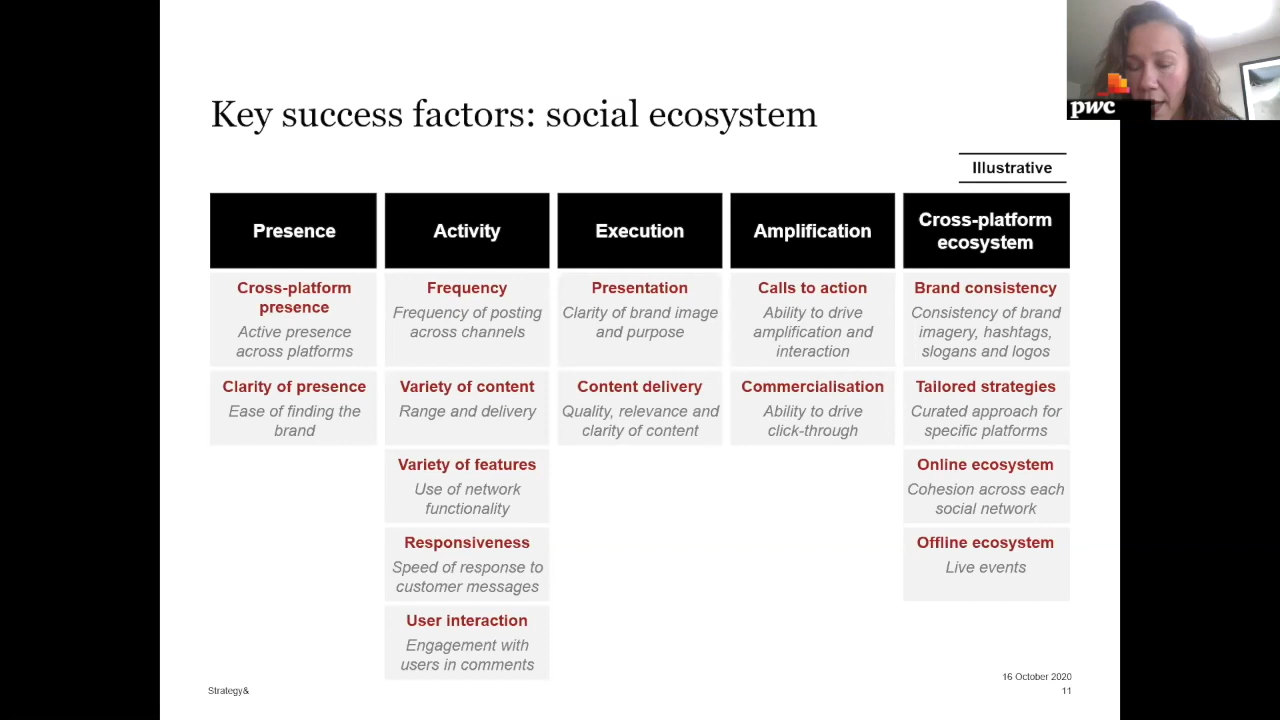 pwc
Key success factors: social ecosystem
Illustrative
Presence
Cross-platform
presence
Active presence
across platforms
Clarity of presence
Ease of finding the
brand
Activity
Frequency
Frequency of posting
across channels
Variety of content
Range and delivery
Variety of features
Use of network
functionality
Responsiveness
Speed of response to
customer messages
User interaction
Engagement with
users in comments
Execution
Presentation
Clarity of brand image
and purpose
Content delivery
Quality, relevance and
clarity of content
Amplification
Calls to action
Ability to drive
amplification and
interaction
Commercialisation
Ability to drive
click-through
Cross-platform
ecosystem
Brand consistency
Consistency of brand
imagery, hashtags,
slogans and logos
Tailored strategies
Curated approach for
specific platforms
Online ecosystem
Cohesion across each
social network
Offline ecosystem
Live events
Strategy&
16 October 2020
11